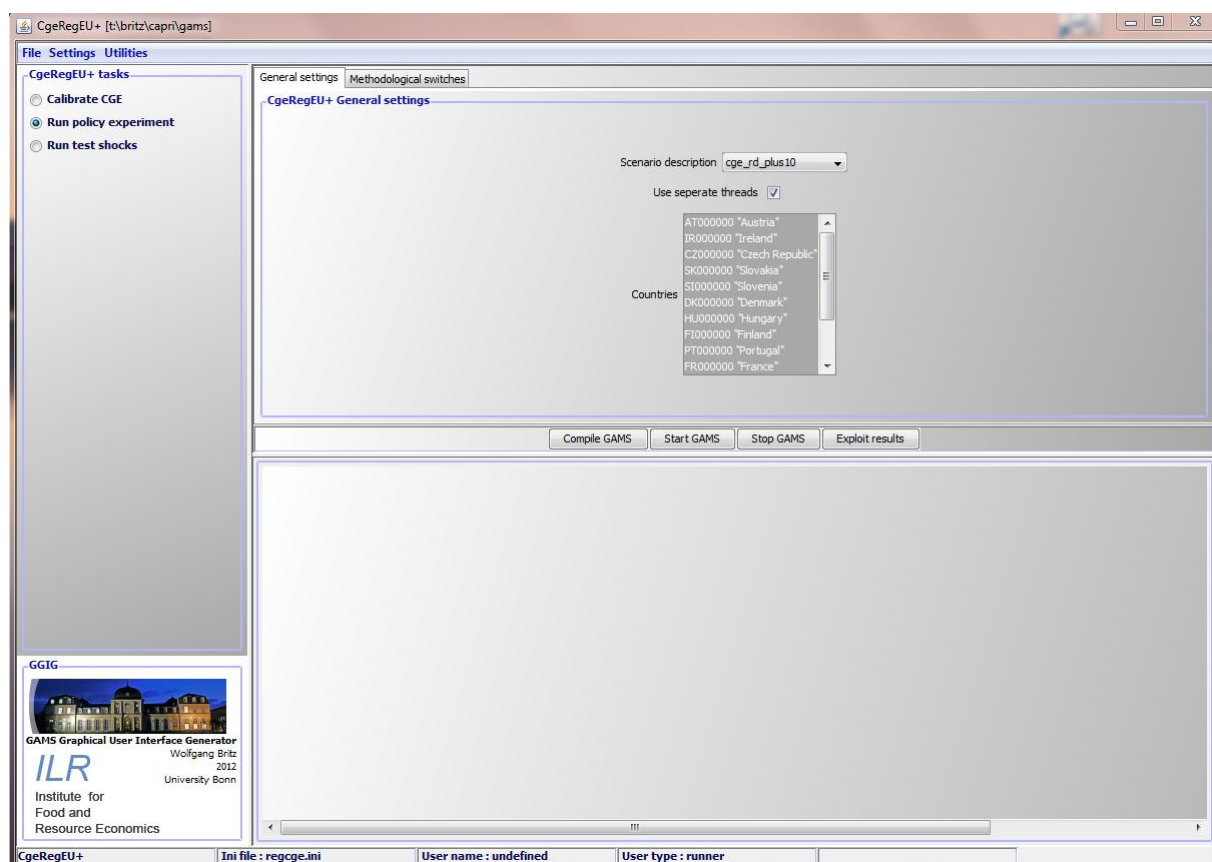 CgeRegEU+ [t:\britz\capri\gams]
File Settings Utilities
CgeRegEU+ tasks
Calibrate CGE
Run policy experiment
Run test shocks
General settings Methodological switches
CgeRegEU+ General settings
Scenario description cge_rd_plus10
Use seperate threads
Countries
AT000000 "Austria"
IR000000 "Ireland"
CZ000000 "Czech Republic"
SK000000 "Slovakia"
SI000000 "Slovenia"
DK000000 "Denmark"
HU000000 "Hungary"
FI000000 "Finland"
PT000000 "Portugal"
FR000000 "France"
Compile GAMS Start GAMS Stop GAMS Exploit results
GGIG
GAMS Graphical User Interface Generator
Wolfgang Britz
2012
University Bonn
ILR
Institute for
Food and
Resource Economics
CgeRegEU+ Ini file : regcge.ini User name : undefined User type : runner